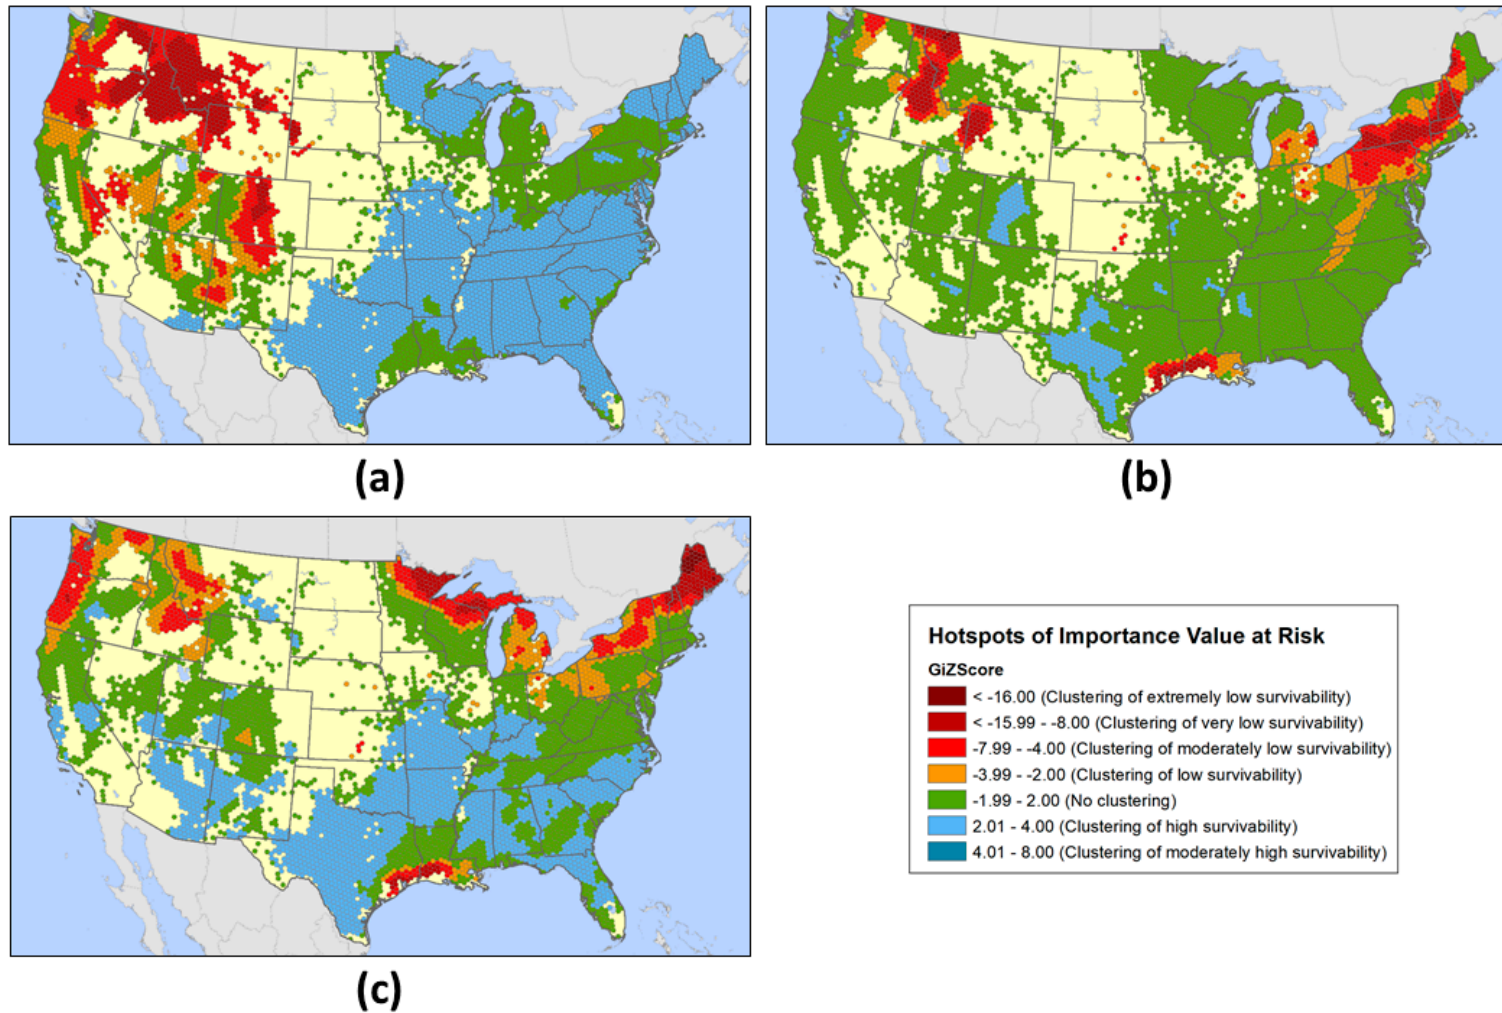 (a)
(b)
(c)
Hotspots of Importance Value at Risk
GiZScore
< -16.00 (Clustering of extremely low survivability)
< -15.99 - -8.00 (Clustering of very low survivability)
-7.99 - -4.00 (Clustering of moderately low survivability)
-3.99 - -2.00 (Clustering of low survivability)
-1.99 - 2.00 (No clustering)
2.01 - 4.00 (Clustering of high survivability)
4.01 - 8.00 (Clustering of moderately high survivability)